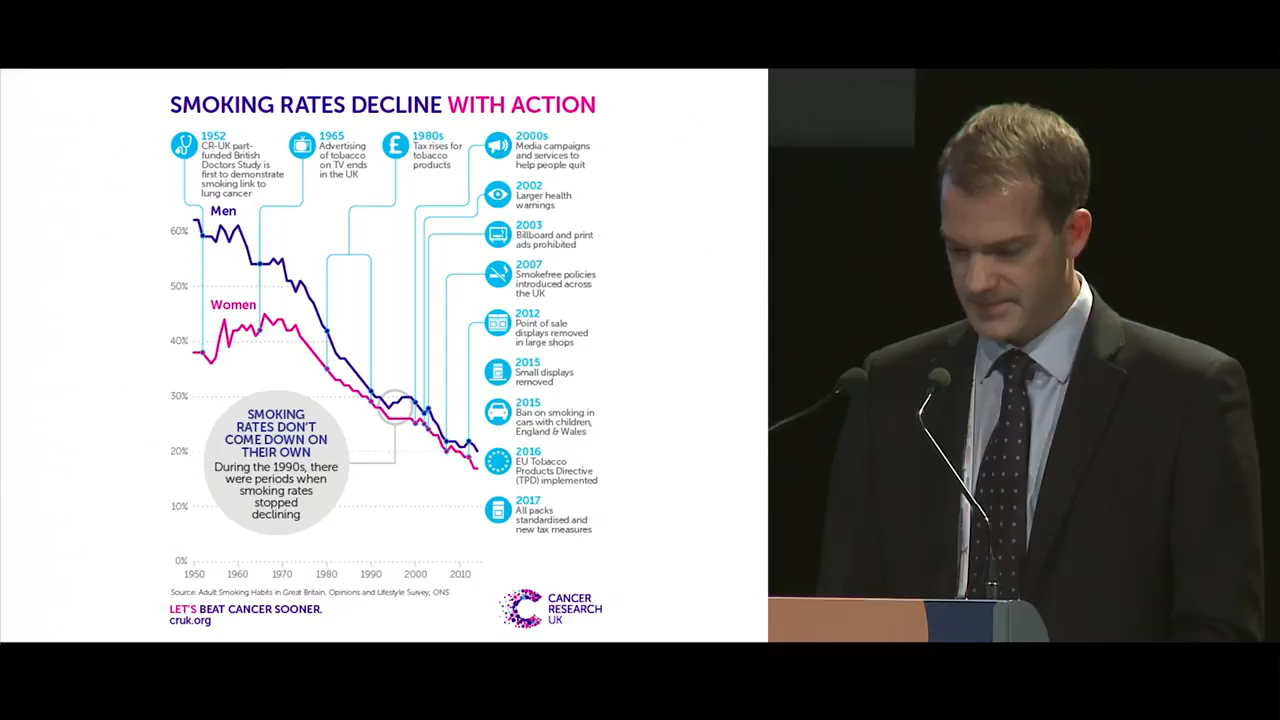 SMOKING RATES DECLINE WITH ACTION
1952
CR-UK part-
funded British
Doctors Study is
first to demonstrate
smoking link to
lung cancer
1965
Advertising
of tobacco
on TV ends
in the UK
1980s
Tax rises for
tobacco
products
2000s
Media campaigns
and services to
help people quit
2002
Larger health
warnings
2003
Billboard and print
ads prohibited
2007
Smokefree policies
introduced across
the UK
2012
Point of sale
displays removed
in large shops
2015
Small displays
removed
2015
Ban on smoking in
cars with children,
England & Wales
2016
EU Tobacco
Products Directive
(TPD) implemented
2017
All packs
standardised and
new tax measures
Men
Women
60%
50%
40%
30%
20%
10%
0%
SMOKING
RATES DON'T
COME DOWN ON
THEIR OWN
During the 1990s, there
were periods when
smoking rates
stopped
declining
1950 1960 1970 1980 1990 2000 2010
Source: Adult Smoking Habits in Great Britain. Opinions and Lifestyle Survey, ONS
LET'S BEAT CANCER SOONER.
cruk.org
CANCER
RESEARCH
UK
£